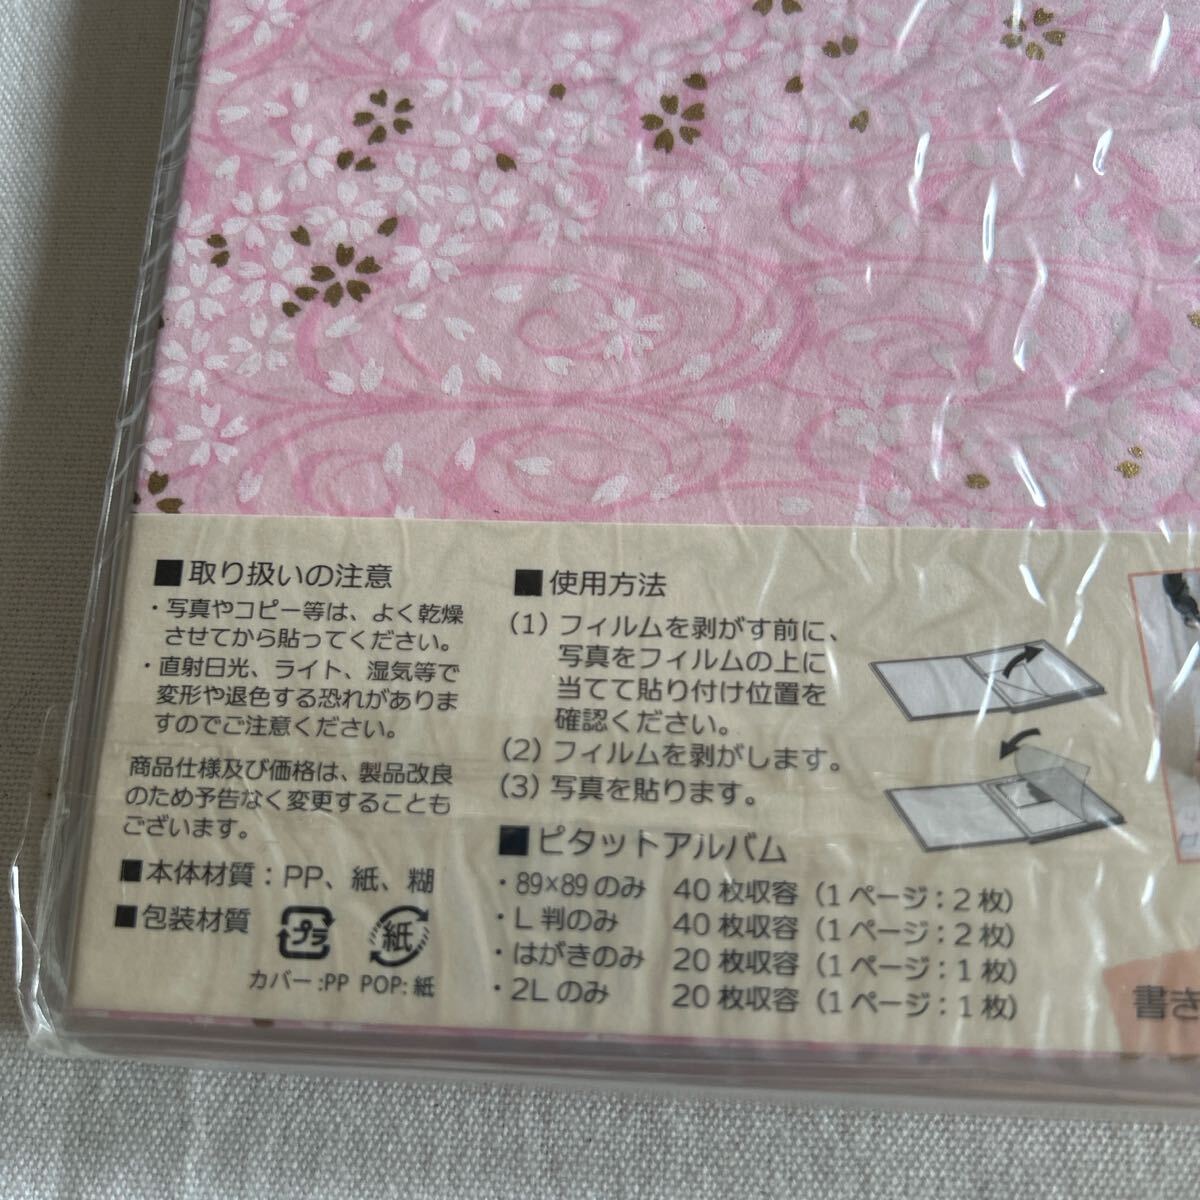 ■取り扱いの注意
・写真やコピー等は、よく乾燥
させてから貼ってください。
・直射日光、ライト、湿気等で
変形や退色する恐れがありま
すのでご注意ください。
商品仕様及び価格は、製品改良
のため予告なく変更することも
ございます。
■本体材質：PP、紙、糊
■包装材質
プラ
紙
カバー:PP POP:紙
■使用方法
(1) フィルムを剥がす前に、
写真をフィルムの上に
当てて貼り付け位置を
確認ください。
(2) フィルムを剥がします。
(3) 写真を貼ります。
■ピタットアルバム
・89×89のみ 40枚収容（1ページ：2枚）
・L判のみ 40枚収容（1ページ：2枚）
・はがきのみ 20枚収容（1ページ：1枚）
・2Lのみ 20枚収容（1ページ：1枚）
書き